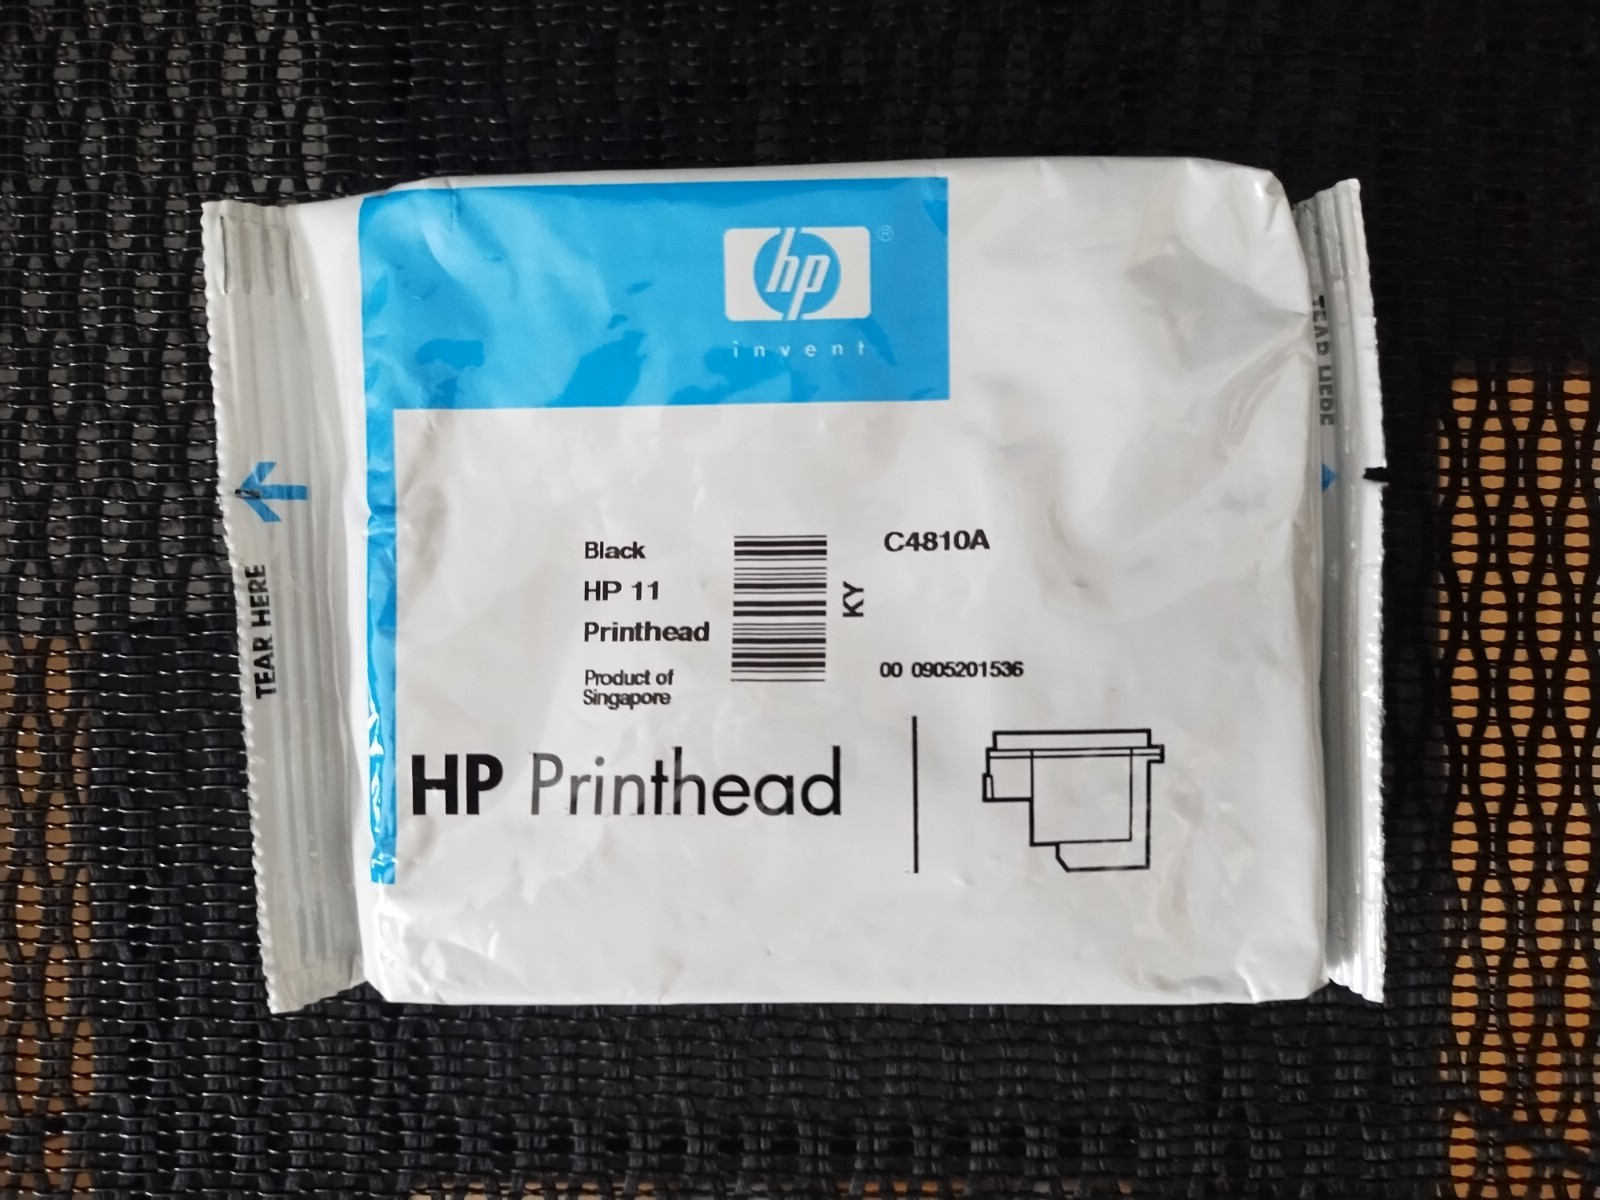 hp®
invent
TEAR HERE
TEAR HERE
Black
HP 11
Printhead
Product of
Singapore
KY
C4810A
00 0905201536
HP Printhead